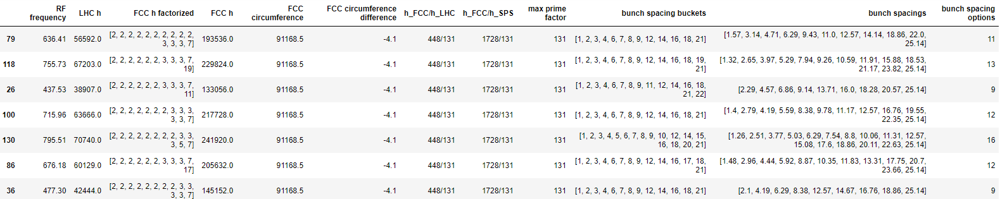 RF frequency LHC h FCC h factorized FCC h FCC circumference FCC circumference difference h_FCC/h_LHC h_FCC/h_SPS max prime factor bunch spacing buckets bunch spacings bunch spacing options
79 636.41 56592.0 [2, 2, 2, 2, 2, 2, 2, 2, 2, 2, 3, 3, 3, 7] 193536.0 91168.5 -4.1 448/131 1728/131 131 [1, 2, 3, 4, 6, 7, 8, 9, 12, 14, 16, 18, 21] [1.57, 3.14, 4.71, 6.29, 9.43, 11.0, 12.57, 14.14, 18.86, 22.0, 25.14] 11
118 755.73 67203.0 [2, 2, 2, 2, 2, 2, 3, 3, 3, 7, 19] 229824.0 91168.5 -4.1 448/131 1728/131 131 [1, 2, 3, 4, 6, 7, 8, 9, 12, 14, 16, 18, 19, 21] [1.32, 2.65, 3.97, 5.29, 7.94, 9.26, 10.59, 11.91, 15.88, 18.53, 21.17, 23.82, 25.14] 13
26 437.53 38907.0 [2, 2, 2, 2, 2, 2, 3, 3, 3, 7, 11] 133056.0 91168.5 -4.1 448/131 1728/131 131 [1, 2, 3, 4, 6, 7, 8, 9, 11, 12, 14, 16, 18, 21, 22] [2.29, 4.57, 6.86, 9.14, 13.71, 16.0, 18.28, 20.57, 25.14] 9
100 715.96 63666.0 [2, 2, 2, 2, 2, 2, 2, 3, 3, 3, 3, 3, 7] 217728.0 91168.5 -4.1 448/131 1728/131 131 [1, 2, 3, 4, 6, 7, 8, 9, 12, 14, 16, 18, 21] [1.4, 2.79, 4.19, 5.59, 8.38, 9.78, 11.17, 12.57, 16.76, 19.55, 22.35, 25.14] 12
130 795.51 70740.0 [2, 2, 2, 2, 2, 2, 2, 2, 3, 3, 3, 5, 7] 241920.0 91168.5 -4.1 448/131 1728/131 131 [1, 2, 3, 4, 5, 6, 7, 8, 9, 10, 12, 14, 15, 16, 18, 20, 21] [1.26, 2.51, 3.77, 5.03, 6.29, 7.54, 8.8, 10.06, 11.31, 12.57, 15.08, 17.6, 18.86, 20.11, 22.63, 25.14] 16
86 676.18 60129.0 [2, 2, 2, 2, 2, 2, 3, 3, 3, 7, 17] 205632.0 91168.5 -4.1 448/131 1728/131 131 [1, 2, 3, 4, 6, 7, 8, 9, 12, 14, 16, 17, 18, 21] [1.48, 2.96, 4.44, 5.92, 8.87, 10.35, 11.83, 13.31, 17.75, 20.7, 23.66, 25.14] 12
36 477.30 42444.0 [2, 2, 2, 2, 2, 2, 2, 2, 3, 3, 3, 3, 7] 145152.0 91168.5 -4.1 448/131 1728/131 131 [1, 2, 3, 4, 6, 7, 8, 9, 12, 14, 16, 18, 21] [2.1, 4.19, 6.29, 8.38, 12.57, 14.67, 16.76, 18.86, 25.14] 9